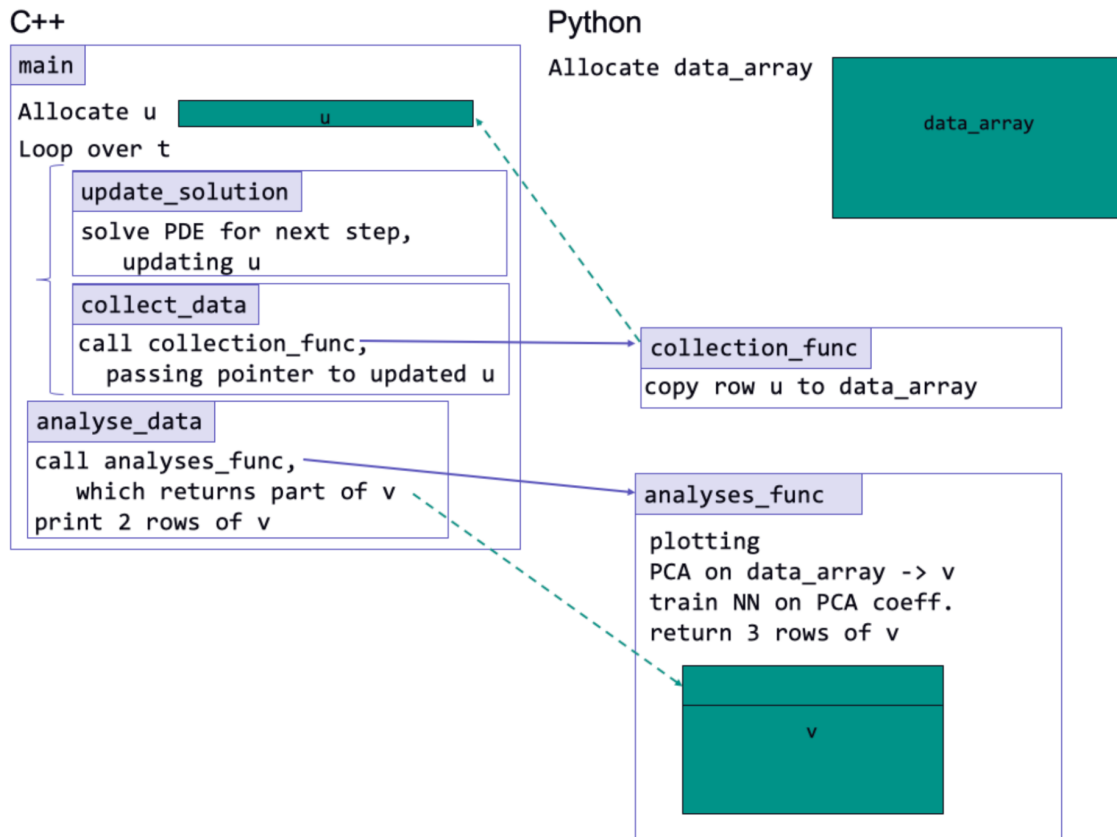 C++
main
Allocate u
u
Loop over t
update_solution
solve PDE for next step,
updating u
collect_data
call collection_func,
passing pointer to updated u
analyse_data
call analyses_func,
which returns part of v
print 2 rows of v
Python
Allocate data_array
data_array
collection_func
copy row u to data_array
analyses_func
plotting
PCA on data_array -> v
train NN on PCA coeff.
return 3 rows of v
v